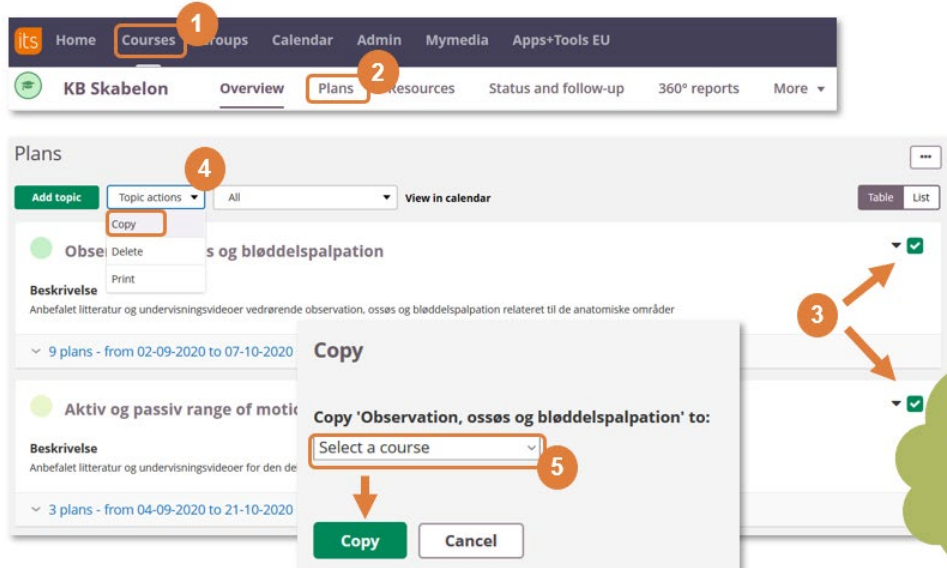 1
its Home Courses Groups Calendar Admin Mymedia Apps+Tools EU
2
KB Skabelon Overview Plans Resources Status and follow-up 360° reports More
Plans
4
Add topic Topic actions All View in calendar Table List
Copy
Delete
Print
s og bløddelspalpation
Beskrivelse
Anbefalet litteratur og undervisningsvideoer vedrørende observation, ossøs og bløddelspalpation relateret til de anatomiske områder
3
9 plans - from 02-09-2020 to 07-10-2020
Copy
Aktiv og passiv range of motio
Copy 'Observation, ossøs og bløddelspalpation' to:
Beskrivelse
Select a course
5
Anbefalet litteratur og undervisningsvideoer for den de
3 plans - from 04-09-2020 to 21-10-2020
Copy Cancel